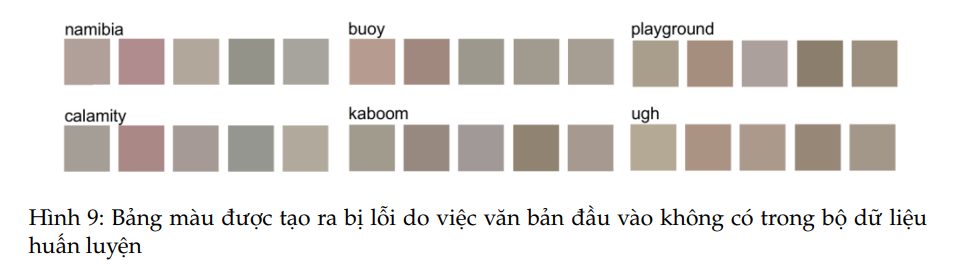 namibia
buoy
playground
calamity
kaboom
ugh
Hình 9: Bảng màu được tạo ra bị lỗi do việc văn bản đầu vào không có trong bộ dữ liệu
huấn luyện